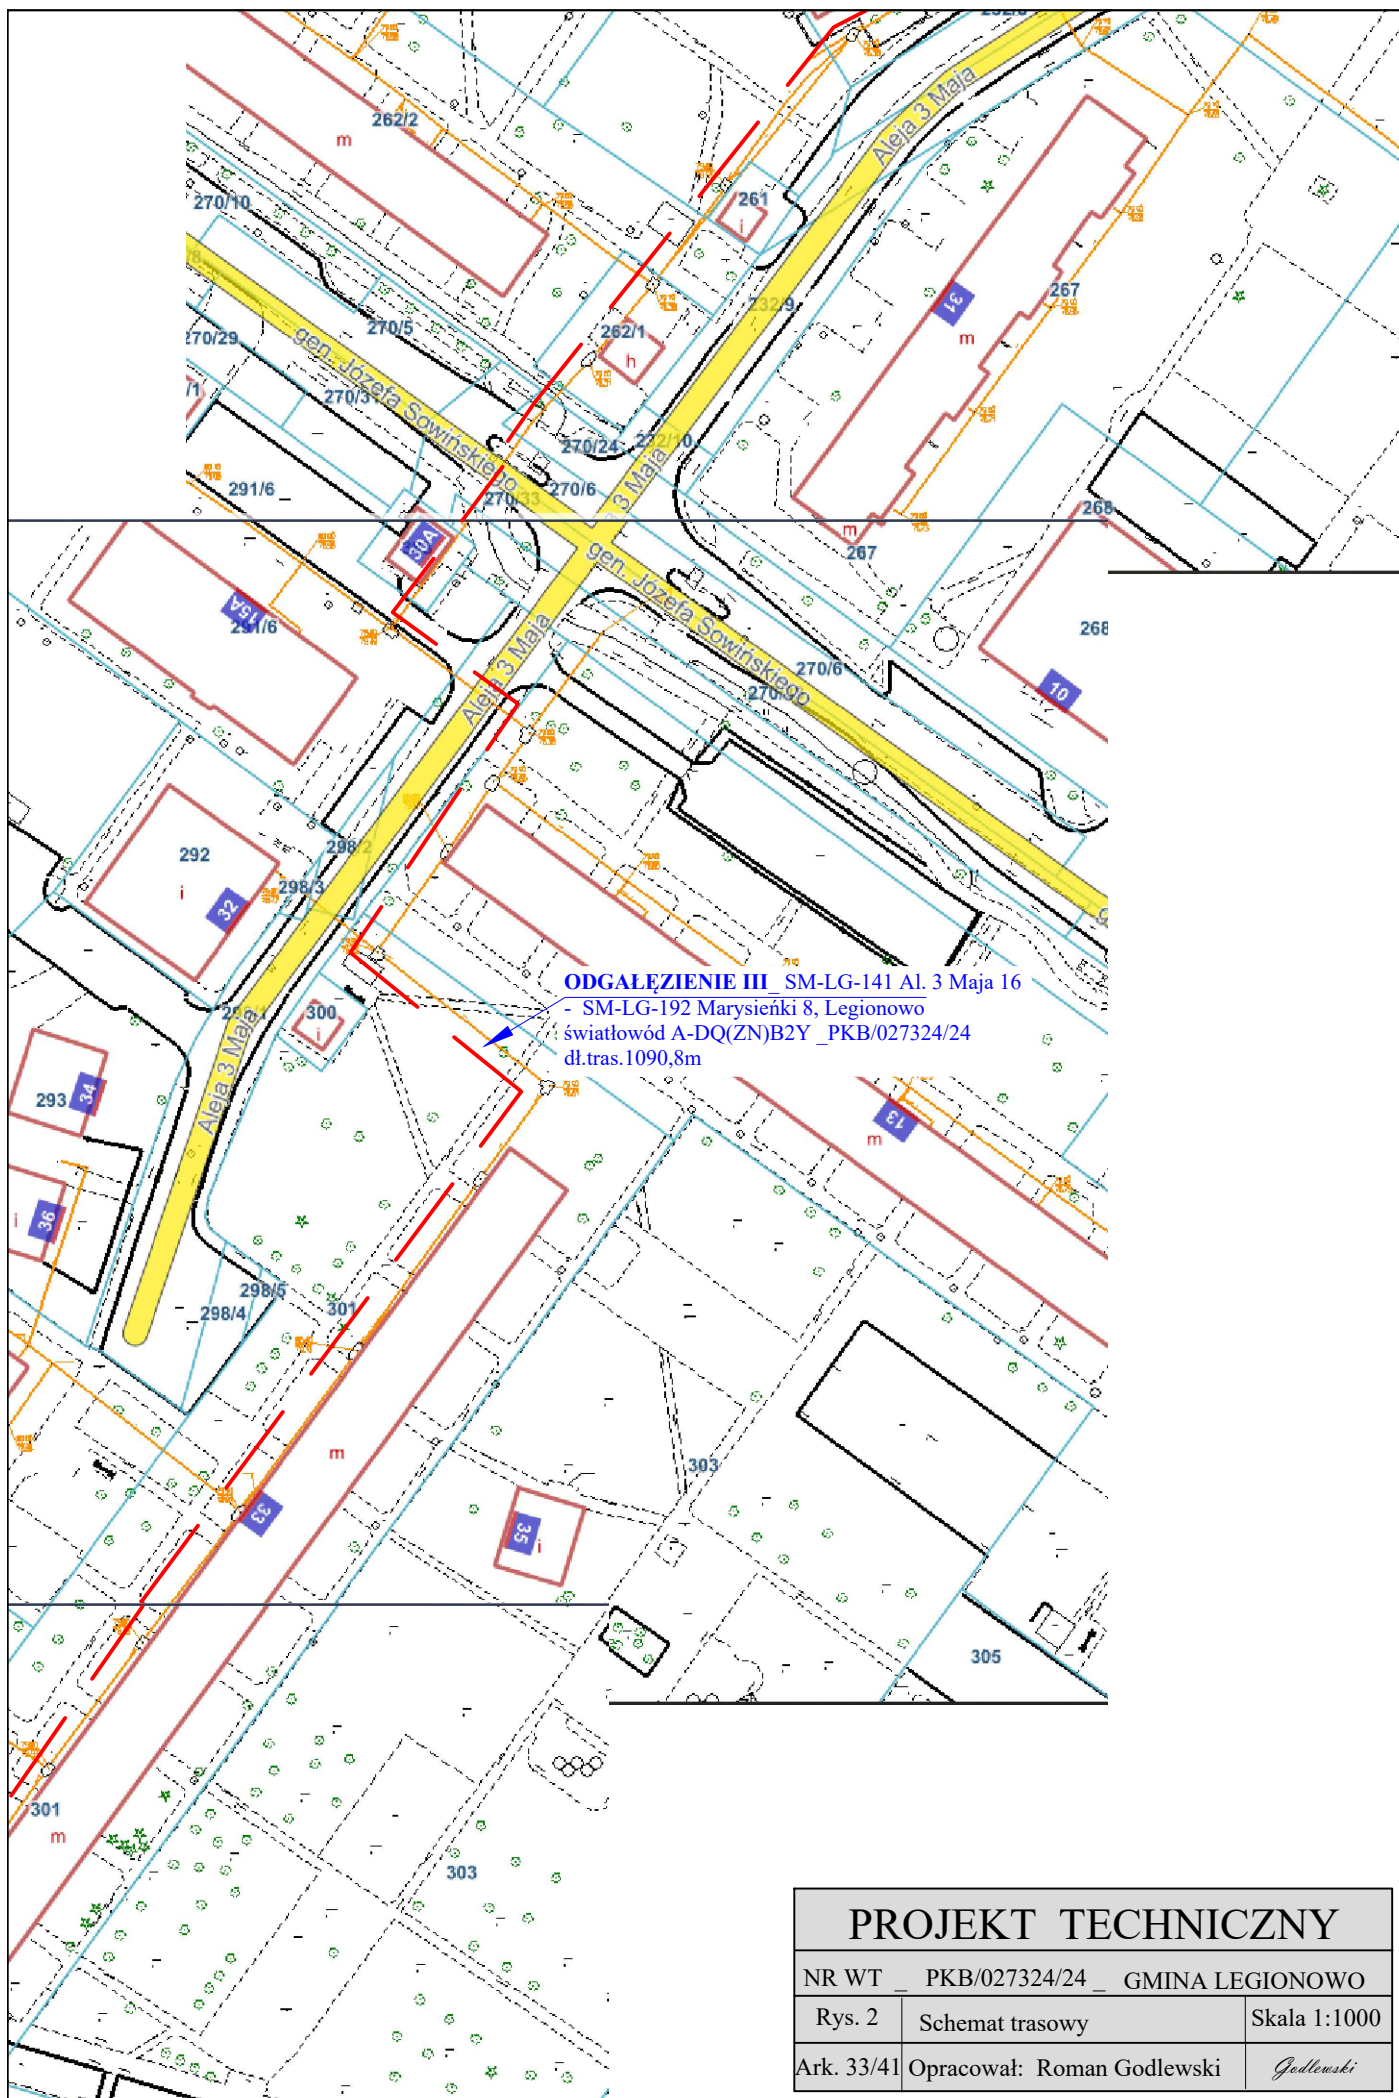 262/2
m
270/10
Aleja 3 Maja
261
i
232/9
267
31
m
270/5
262/1
h
270/29
gen. Józefa Sowińskiego
270/24
232/10
291/6
270/33
270/6
268
30A
m
267
15A
291/6
gen. Józefa Sowińskiego
268
270/6
10
Aleja 3 Maja
292
i
32
298/2
298/3
ODGAŁĘZIENIE III_ SM-LG-141 Al. 3 Maja 16
- SM-LG-192 Marysieńki 8, Legionowo
światłowód A-DQ(ZN)B2Y _PKB/027324/24
dł.tras.1090,8m
300
i
Aleja 3 Maja
293
34
13
m
i
36
298/5
298/4
301
m
303
33
35
i
305
301
m
303
PROJEKT TECHNICZNY
NR WT _ PKB/027324/24 _ GMINA LEGIONOWO
Rys. 2 Schemat trasowy Skala 1:1000
Ark. 33/41 Opracował: Roman Godlewski Godlewski